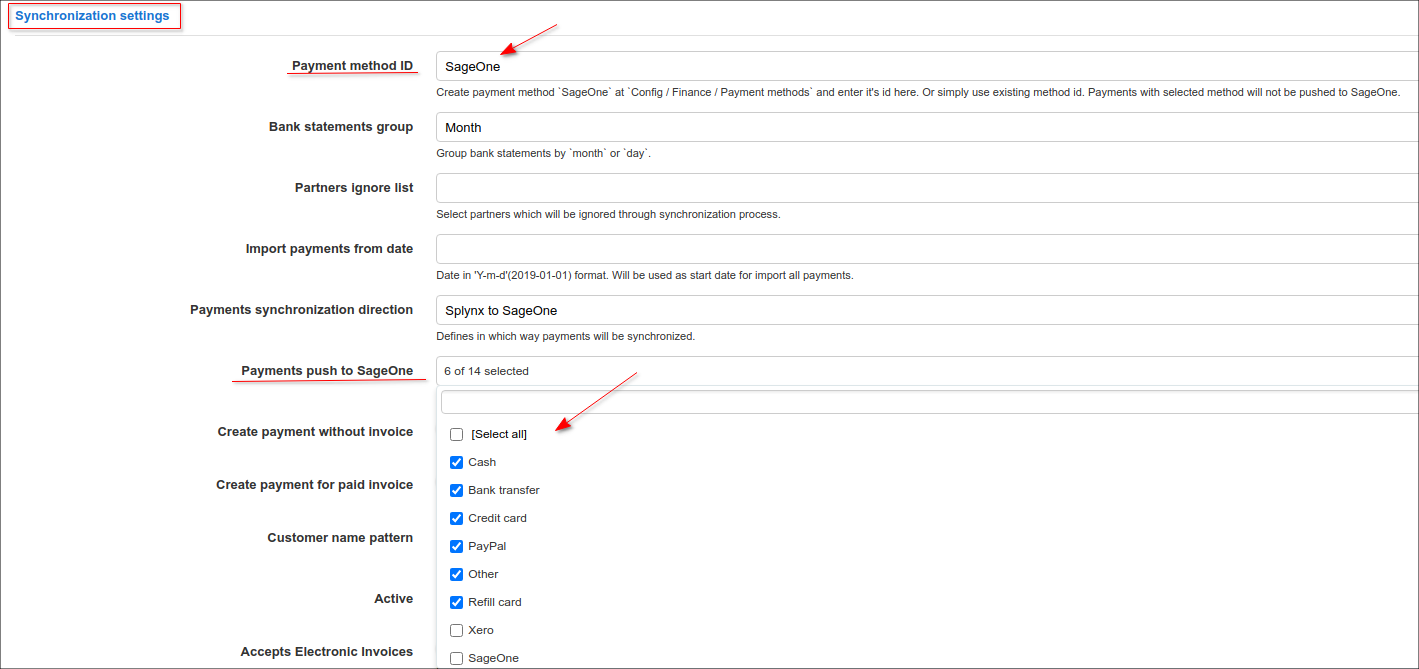 Synchronization settings
Payment method ID
SageOne
Create payment method `SageOne` at `Config / Finance / Payment methods` and enter it's id here. Or simply use existing method id. Payments with selected method will not be pushed to SageOne.
Bank statements group
Month
Group bank statements by `month` or `day`.
Partners ignore list
Select partners which will be ignored through synchronization process.
Import payments from date
Date in 'Y-m-d'(2019-01-01) format. Will be used as start date for import all payments.
Payments synchronization direction
Splynx to SageOne
Defines in which way payments will be synchronized.
Payments push to SageOne
6 of 14 selected
Create payment without invoice
[Select all]
Cash
Create payment for paid invoice
Bank transfer
Credit card
Customer name pattern
PayPal
Other
Active
Refill card
Xero
Accepts Electronic Invoices
SageOne